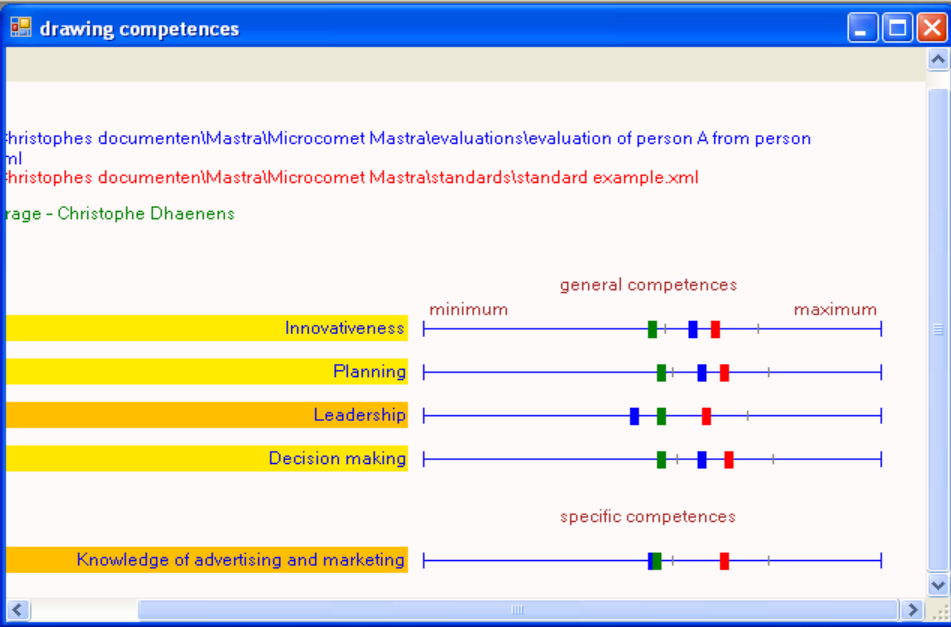 drawing competences
hristophes documenten\Mastra\Microcomet Mastra\evaluations\evaluation of person A from person
ml
hristophes documenten\Mastra\Microcomet Mastra\standards\standard example.xml
rage - Christophe Dhaenens
general competences
minimum maximum
Innovativeness
Planning
Leadership
Decision making
specific competences
Knowledge of advertising and marketing